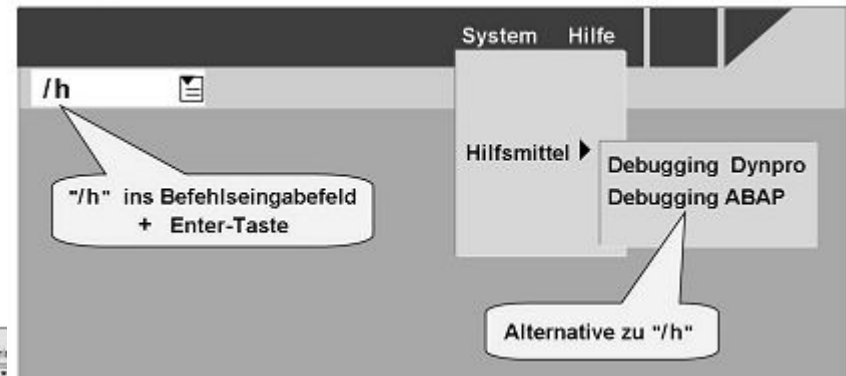 System Hilfe
/h
Hilfsmittel
Debugging Dynpro
Debugging ABAP
"/h" ins Befehlseingabefeld
+ Enter-Taste
Alternative zu "/h"